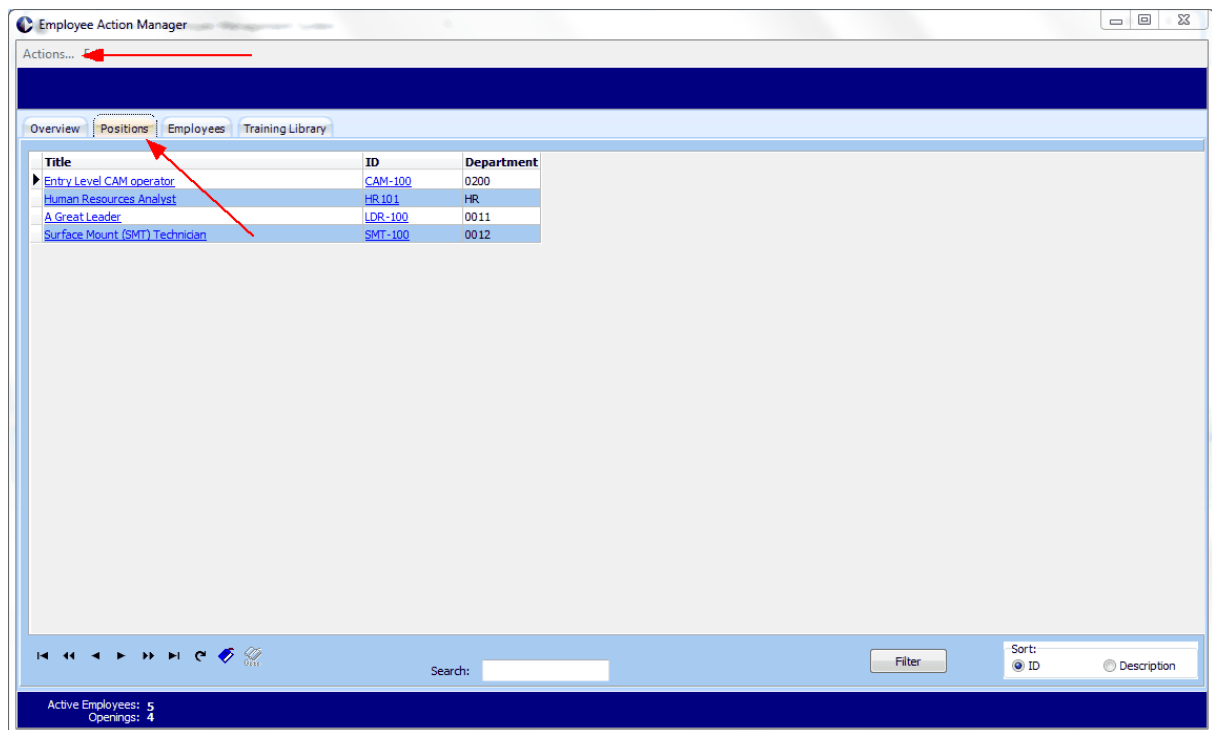 Employee Action Manager
Actions...
Overview Positions Employees Training Library
Title ID Department
Entry Level CAM operator CAM-100 0200
Human Resources Analyst HR101 HR
A Great Leader LDR-100 0011
Surface Mount (SMT) Technician SMT-100 0012
Sort:
Search: Filter ID Description
Active Employees: 5
Openings: 4